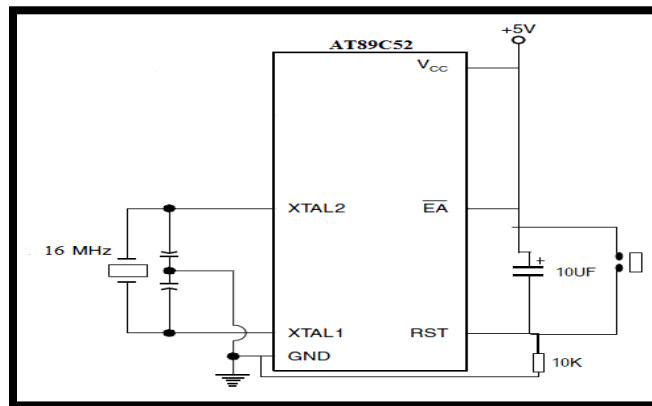 +5V
AT89C52
VCC
XTAL2
EA
16 MHz
+
10UF
XTAL1
RST
GND
10K